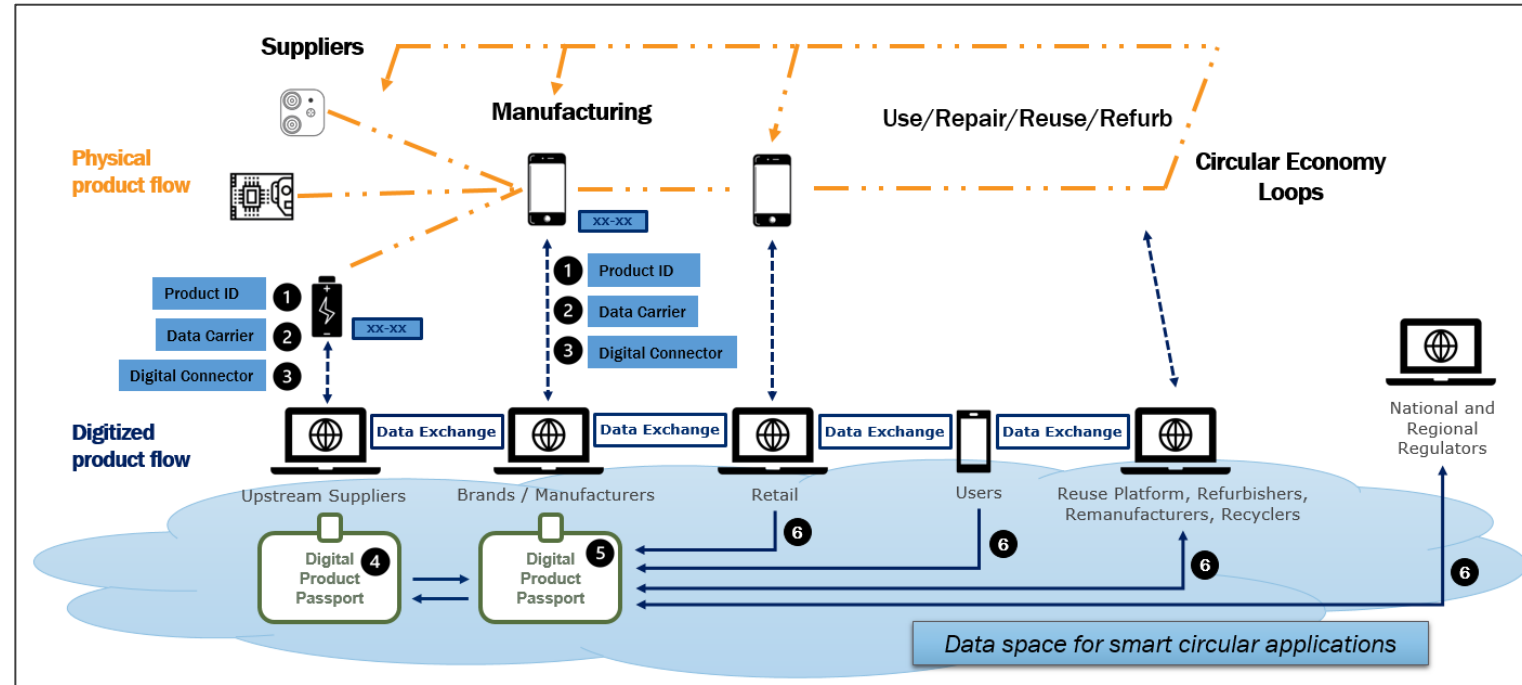 Suppliers
Manufacturing
Use/Repair/Reuse/Refurb
Physical
product flow
Circular Economy
Loops
xx-xx
1 Product ID
2 Data Carrier
3 Digital Connector
Product ID 1
Data Carrier 2
xx-xx
Digital Connector 3
Digitized
product flow
Data Exchange
Data Exchange
Data Exchange
Data Exchange
National and
Regional
Regulators
Upstream Suppliers
Brands / Manufacturers
Retail
Users
Reuse Platform, Refurbishers,
Remanufacturers, Recyclers
Digital
Product
Passport
4
Digital
Product
Passport
5
6
6
6
6
Data space for smart circular applications